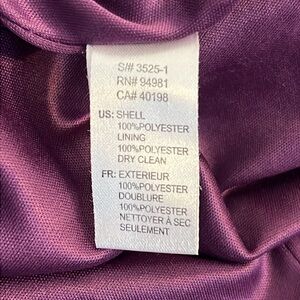 S/# 3525-1
RN# 94981
CA# 40198
US: SHELL
100%POLYESTER
LINING
100%POLYESTER
DRY CLEAN
FR: EXTERIEUR
100%POLYESTER
DOUBLURE
100%POLYESTER
NETTOYER À SEC
SEULEMENT